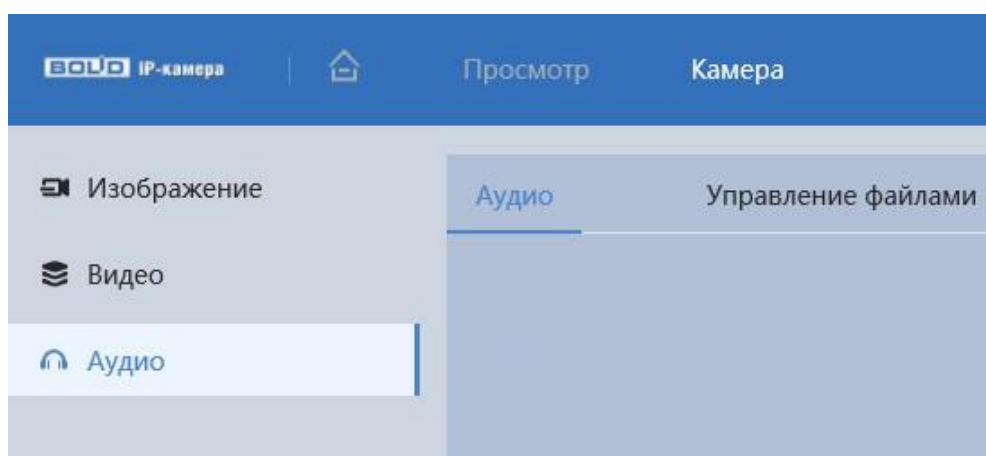 BOLID IP-камера Просмотр Камера
Изображение
Аудио Управление файлами
Видео
Аудио